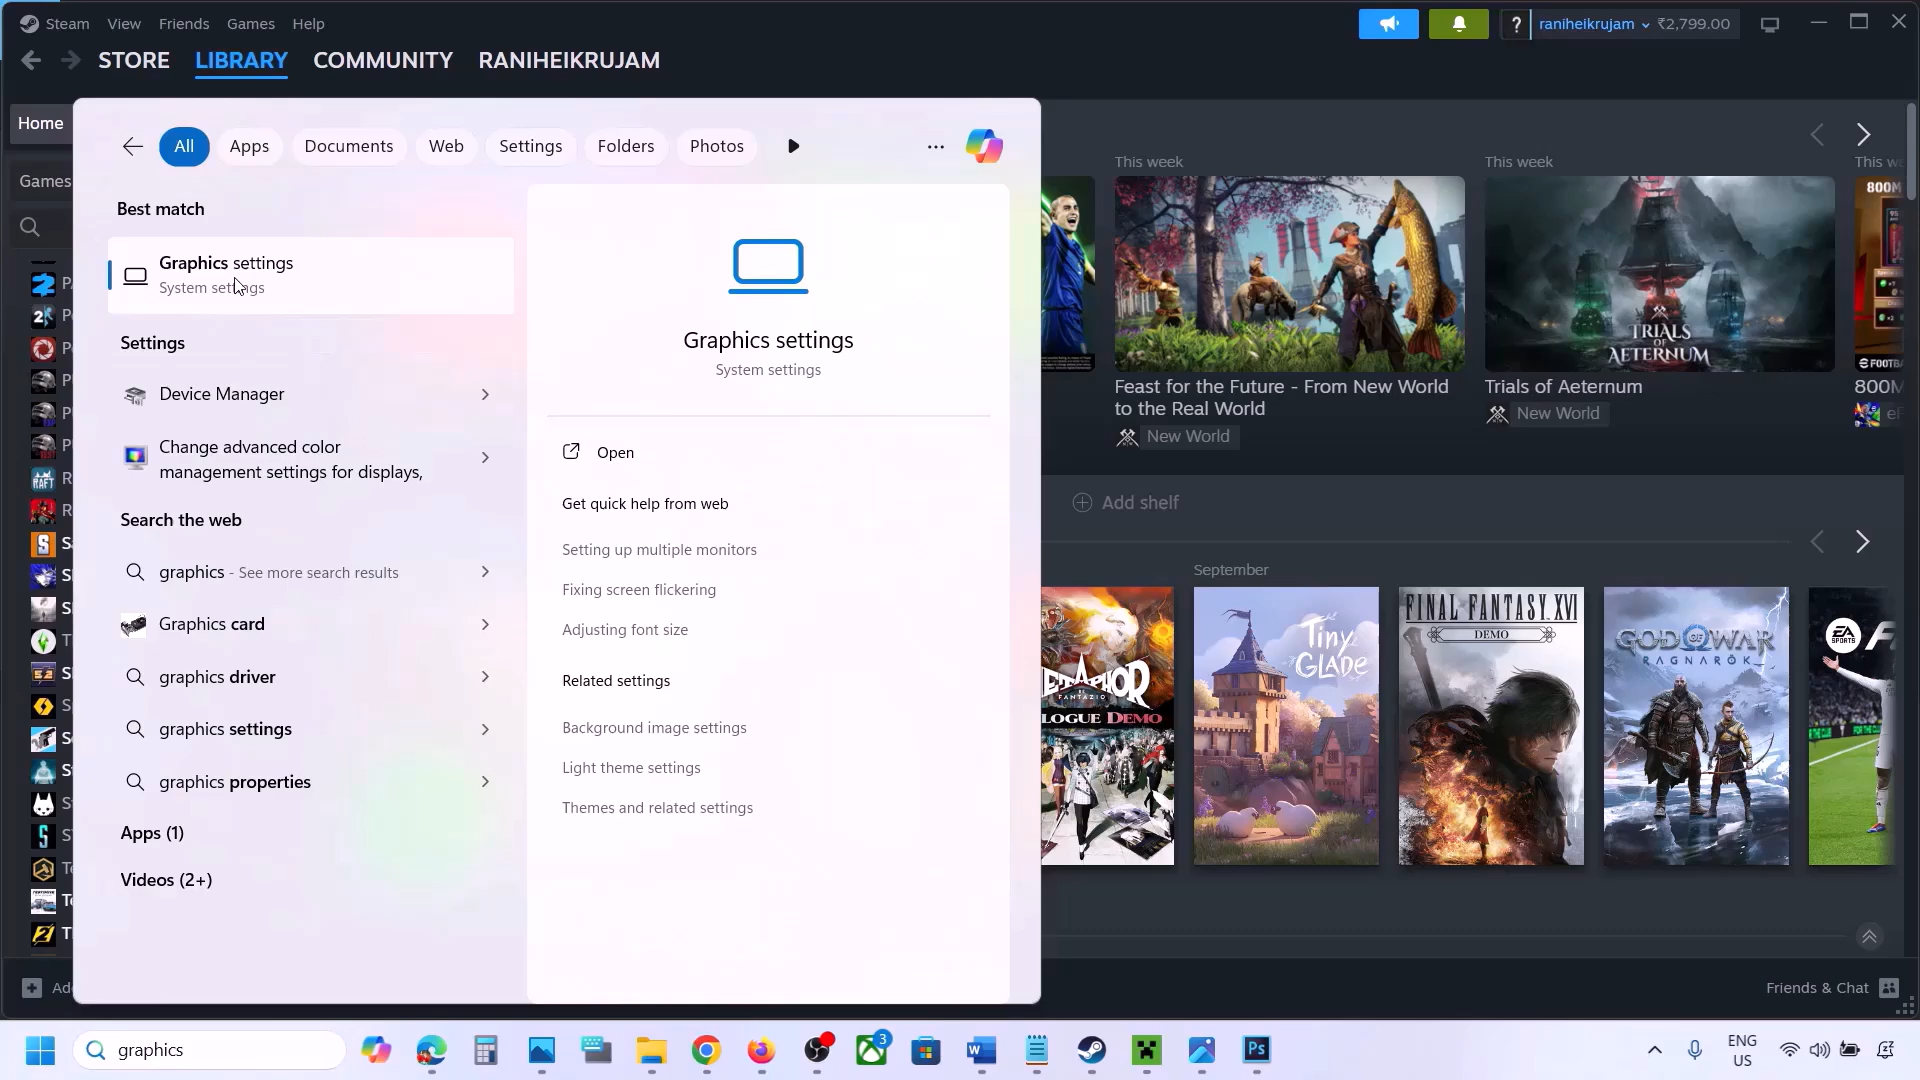 Steam View Friends Games Help
? raniheikrujam ₹2,799.00
STORE LIBRARY COMMUNITY RANIHEIKRUJAM
Home
Games
All Apps Documents Web Settings Folders Photos
Best match
Graphics settings
System settings
Settings
Device Manager
Change advanced color
management settings for displays,
Search the web
graphics - See more search results
Graphics card
graphics driver
graphics settings
graphics properties
Apps (1)
Videos (2+)
Graphics settings
System settings
Open
Get quick help from web
Setting up multiple monitors
Fixing screen flickering
Adjusting font size
Related settings
Background image settings
Light theme settings
Themes and related settings
This week
This week
TRIALS
OF
AETERNUM
800M
Feast for the Future - From New World
to the Real World
New World
Trials of Aeternum
New World
800M
Add shelf
September
LOGUE DEMO
Tiny
GLADE
FINAL FANTASY XVI
DEMO
GOD OF WAR
RAGNARÖK
EA
SPORTS
Friends & Chat
graphics
3
ENG
US